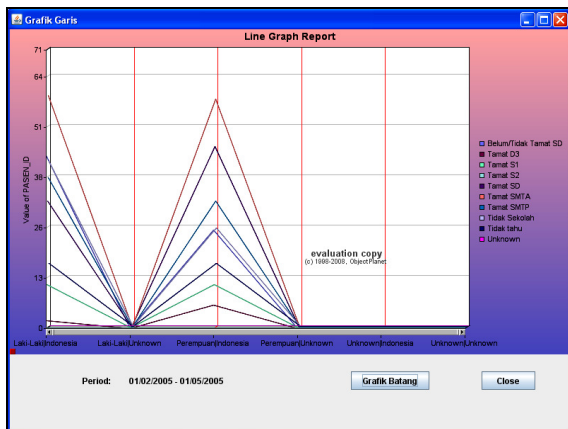 Grafik Garis
Line Graph Report
Value of PASEN_ID
71
64
51
38
26
13
0
Laki-Laki|Indonesia
Laki-Laki|Unknown
Perempuan|Indonesia
Perempuan|Unknown
Unknown|Indonesia
Unknown|Unknown
evaluation copy
(c) 1998-2008, ObjectPlanet
Belum/Tidak Tamat SD
Tamat D3
Tamat S1
Tamat S2
Tamat SD
Tamat SMTA
Tamat SMTP
Tidak Sekolah
Tidak tahu
Unknown
Period: 01/02/2005 - 01/05/2005
Grafik Batang
Close